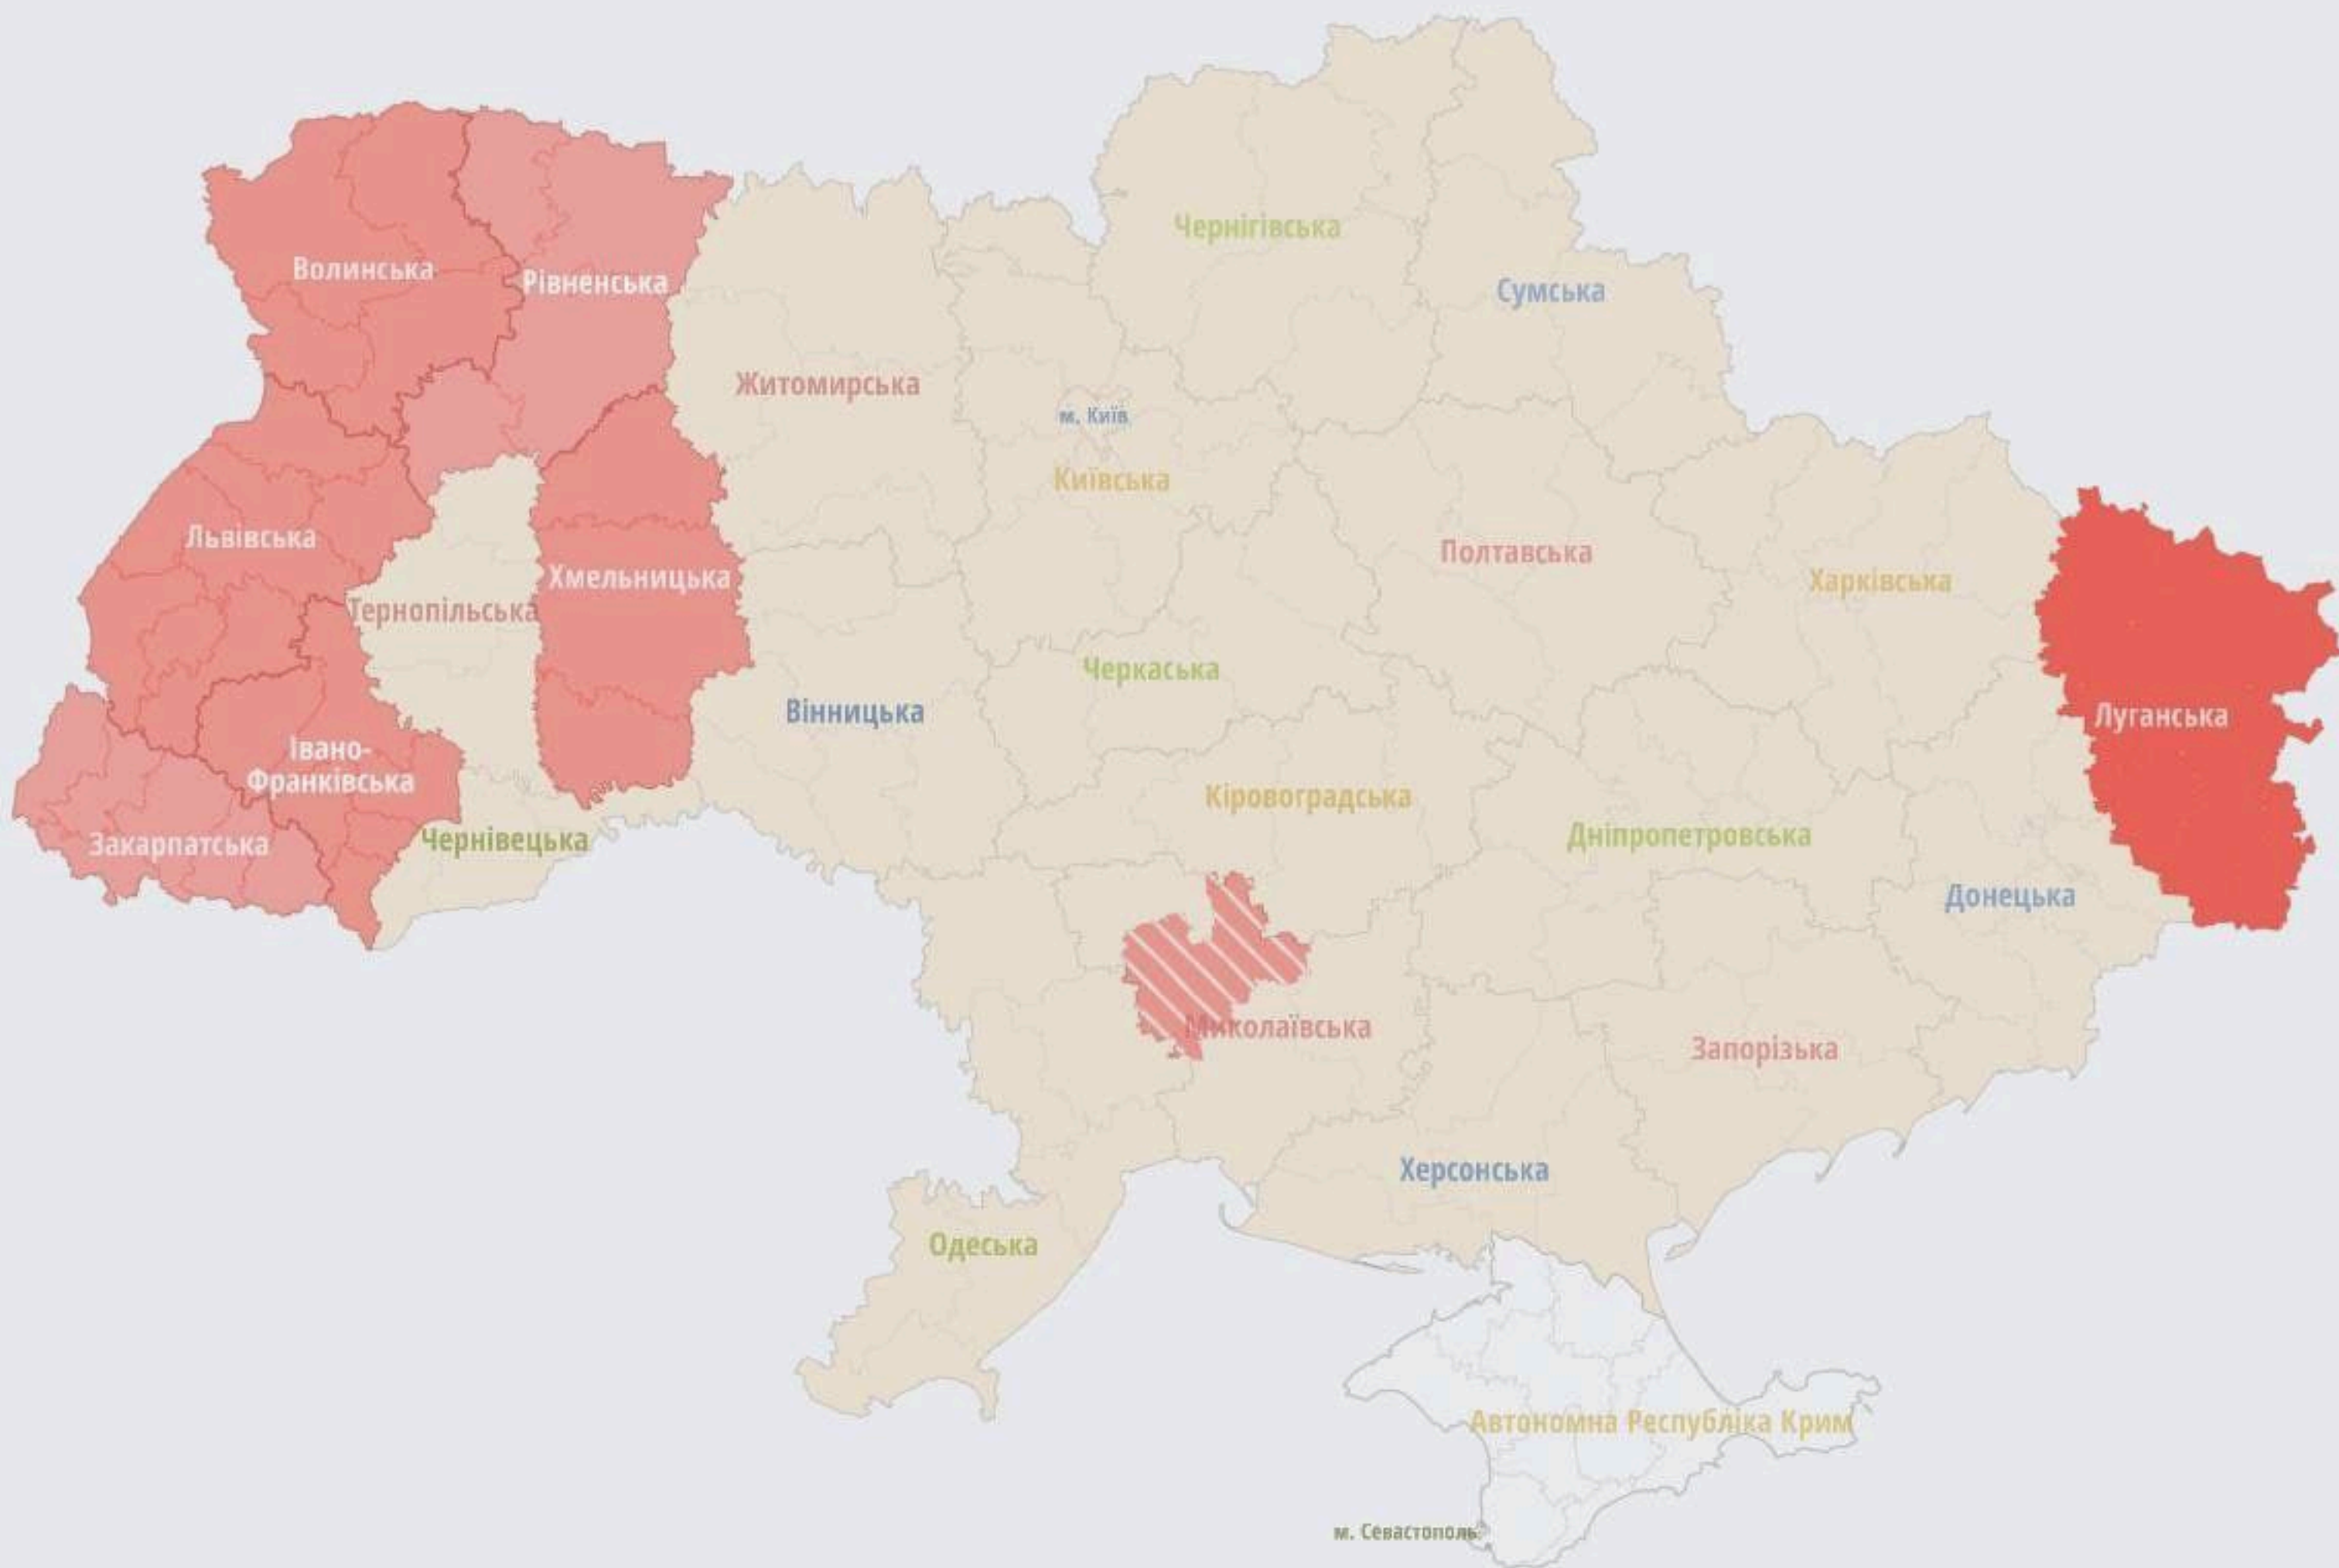 Чернігівська
Волинська
Рівненська
Сумська
Житомирська
м. Київ
Київська
Львівська
Полтавська
Хмельницька
Харківська
Тернопільська
Черкаська
Вінницька
Луганська
Івано-
Франківська
Кіровоградська
Дніпропетровська
Чернівецька
Закарпатська
Донецька
Миколаївська
Запорізька
Херсонська
Одеська
Автономна Республіка Крим
м. Севастополь